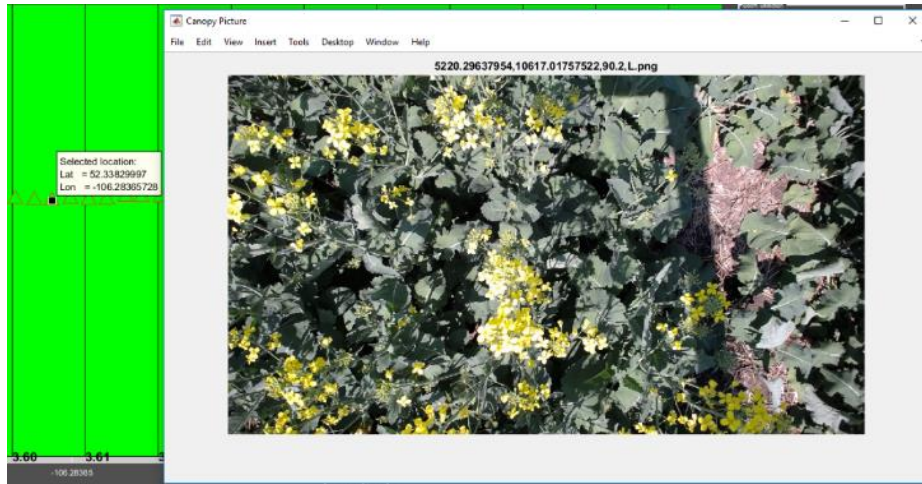 Canopy Picture
File Edit View Insert Tools Desktop Window Help
5220.29637954,10617.01757522,90.2,L.png
Selected location:
Lat = 52.33829997
Lon = -106.28365728
3.60 3.61
-106.28365